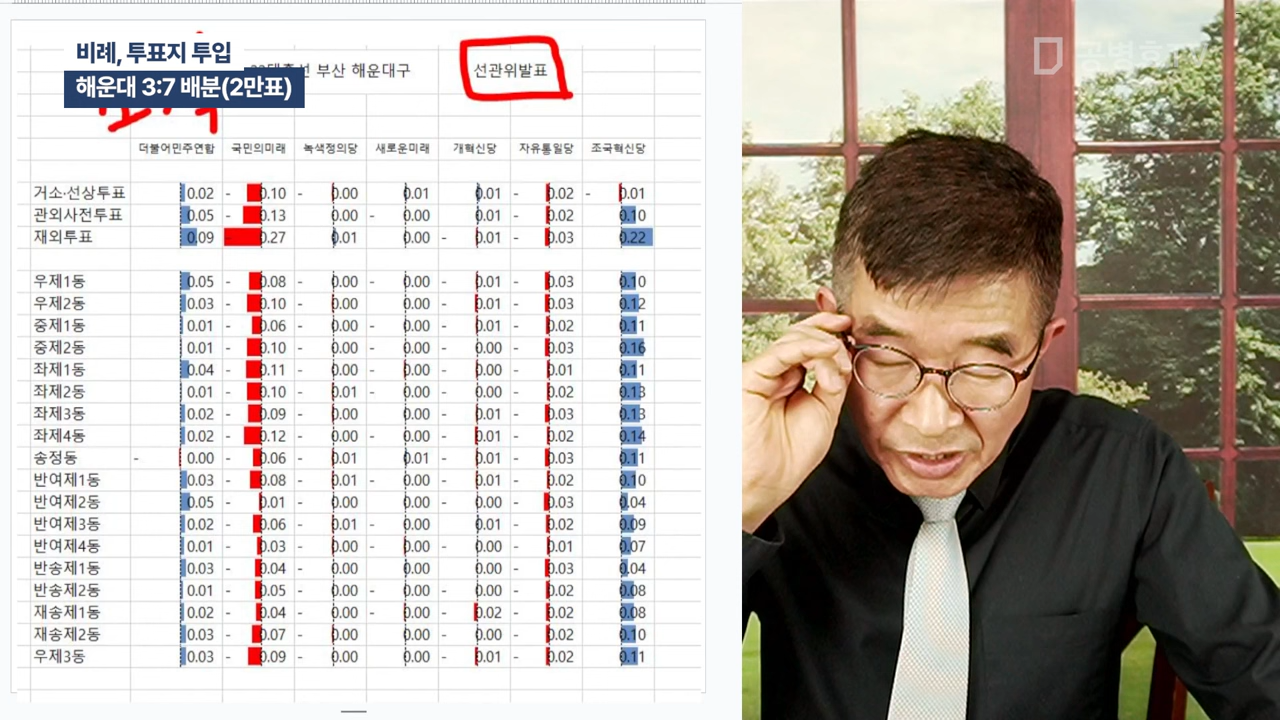 비례, 투표지 투입
해운대 3:7 배분(2만표)
부산 해운대구
선관위발표
공병호TV
더불어민주연합 국민의미래 녹색정의당 새로운미래 개혁신당 자유통일당 조국혁신당
거소·선상투표 0.02 - 0.10 - 0.00 0.01 0.01 - 0.02 - 0.01
관외사전투표 0.05 - 0.13 0.00 - 0.00 0.01 - 0.02 0.10
재외투표 0.09 - 0.27 0.01 0.00 - 0.01 - 0.03 0.22
우제1동 0.05 - 0.08 - 0.00 0.00 0.01 - 0.03 0.10
우제2동 0.03 - 0.10 - 0.00 0.00 - 0.01 - 0.03 0.12
중제1동 0.01 - 0.06 - 0.00 - 0.00 - 0.01 - 0.02 0.11
중제2동 0.01 - 0.10 - 0.00 - 0.00 - 0.00 - 0.03 0.16
좌제1동 0.04 - 0.11 - 0.00 - 0.00 - 0.00 - 0.01 0.11
좌제2동 0.01 - 0.10 - 0.01 - 0.00 0.00 - 0.02 0.13
좌제3동 0.02 - 0.09 - 0.00 - 0.00 - 0.00 - 0.03 0.13
좌제4동 0.02 - 0.12 - 0.00 - 0.00 - 0.01 - 0.02 0.14
송정동 - 0.00 - 0.06 - 0.01 - 0.01 - 0.01 - 0.03 0.11
반여제1동 0.03 - 0.08 - 0.01 - 0.00 - 0.01 - 0.02 0.10
반여제2동 0.05 - 0.01 - 0.00 - 0.00 - 0.00 - 0.03 0.04
반여제3동 0.02 - 0.06 - 0.01 - 0.00 0.01 - 0.02 0.09
반여제4동 0.01 - 0.03 - 0.00 - 0.00 - 0.00 - 0.01 0.07
반송제1동 0.03 - 0.04 - 0.00 0.00 - 0.00 - 0.03 0.04
반송제2동 0.01 - 0.05 - 0.00 0.00 - 0.00 - 0.02 0.08
재송제1동 0.02 - 0.04 - 0.00 - 0.00 - 0.02 - 0.02 0.08
재송제2동 0.03 - 0.07 - 0.00 0.00 0.00 - 0.02 0.10
우제3동 0.03 - 0.09 - 0.00 - 0.00 - 0.01 - 0.02 0.11